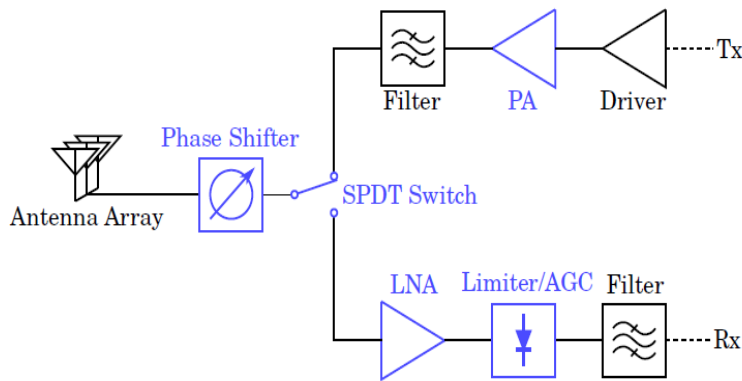 Tx
Filter
PA
Driver
Phase Shifter
SPDT Switch
Antenna Array
LNA
Limiter/AGC
Filter
Rx